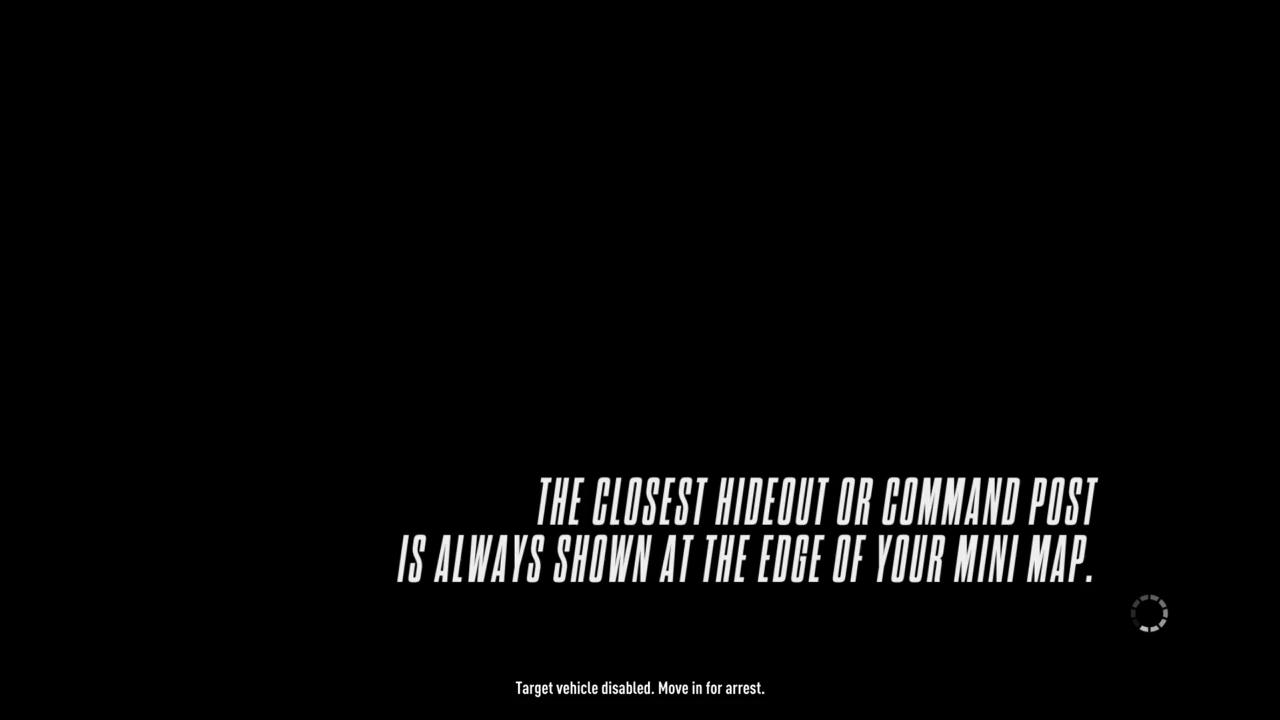 THE CLOSEST HIDEOUT OR COMMAND POST
IS ALWAYS SHOWN AT THE EDGE OF YOUR MINI MAP.
Target vehicle disabled. Move in for arrest.